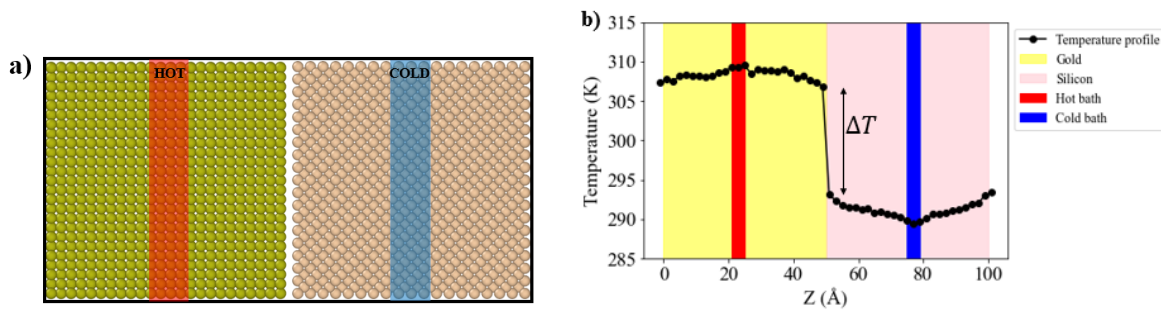 a)
HOT
COLD
b)
315
310
305
300
295
290
285
Temperature (K)
0
20
40
60
80
100
Z (Å)
ΔT
Temperature profile
Gold
Silicon
Hot bath
Cold bath